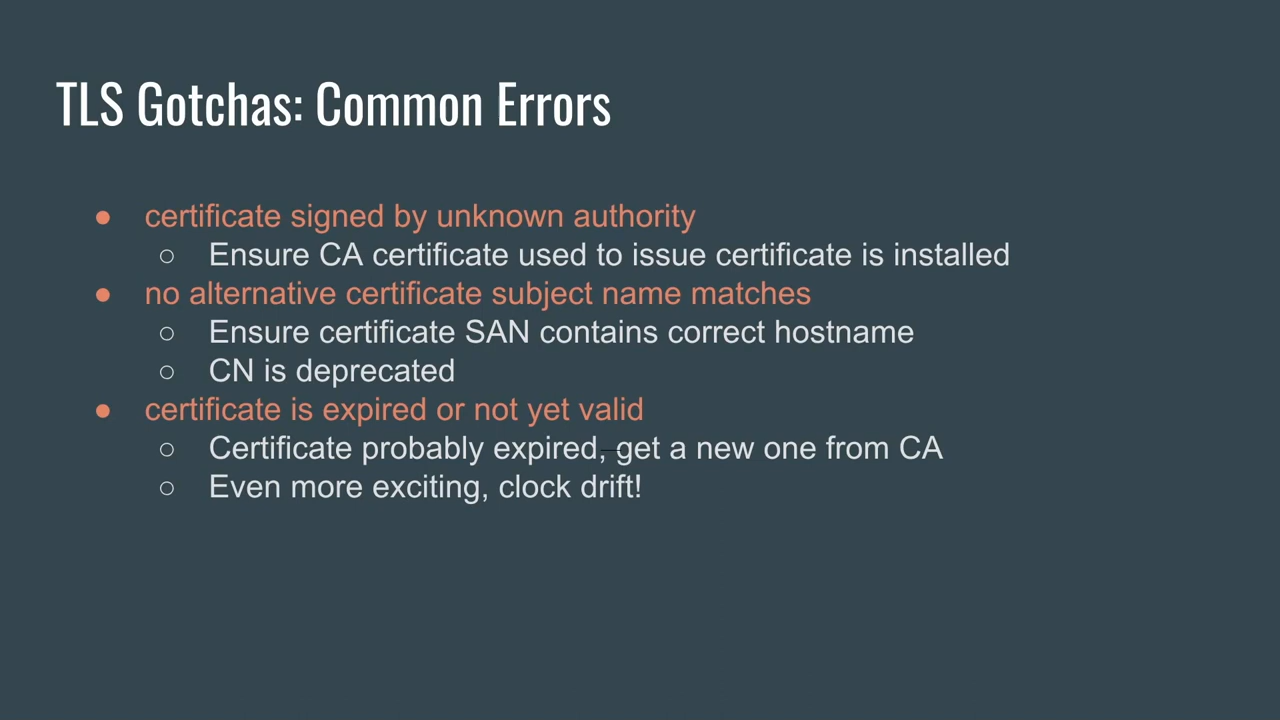 TLS Gotchas: Common Errors
● certificate signed by unknown authority
○ Ensure CA certificate used to issue certificate is installed
● no alternative certificate subject name matches
○ Ensure certificate SAN contains correct hostname
○ CN is deprecated
● certificate is expired or not yet valid
○ Certificate probably expired, get a new one from CA
○ Even more exciting, clock drift!